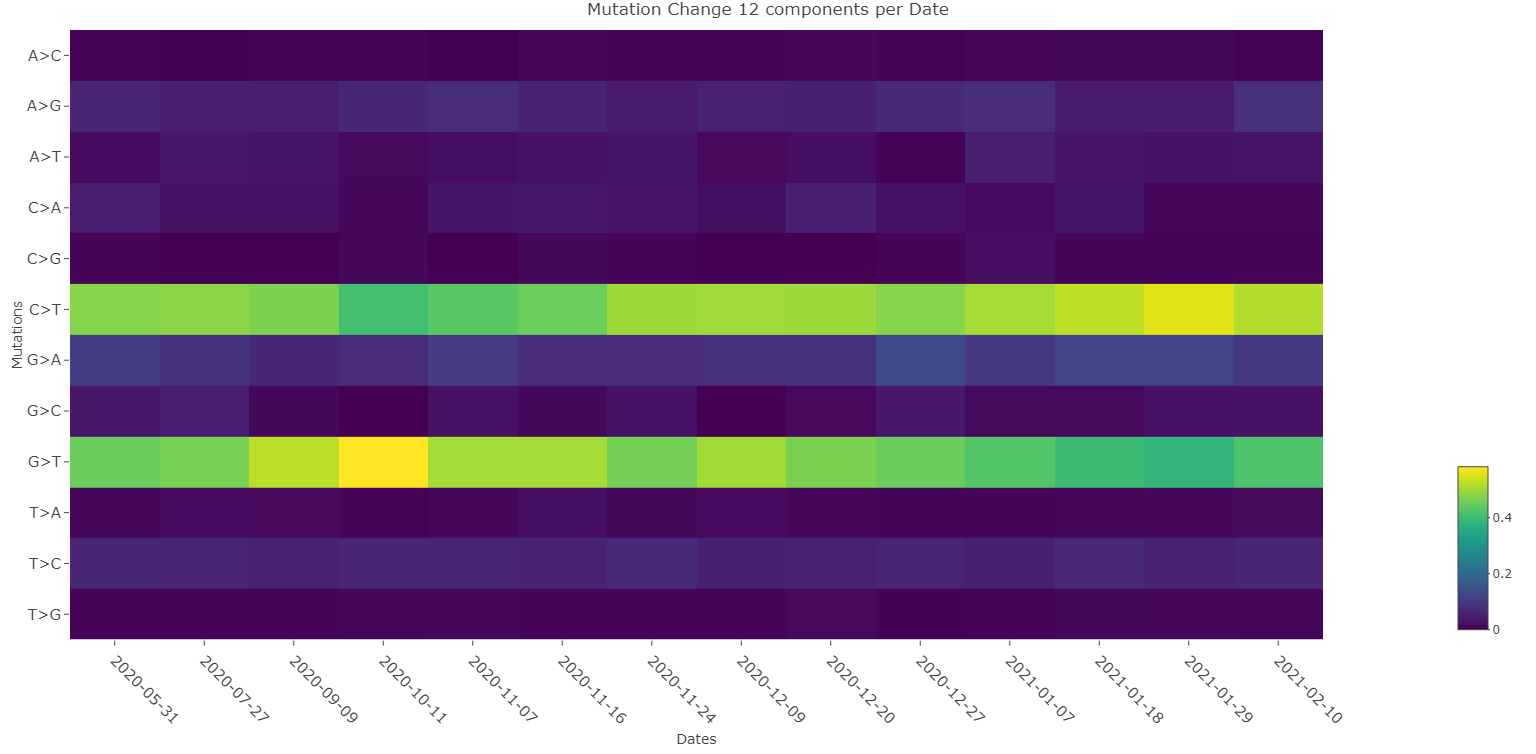 Mutation Change 12 components per Date
Mutations
A>C
A>G
A>T
C>A
C>G
C>T
G>A
G>C
G>T
T>A
T>C
T>G
0.4
0.2
0
2020-05-31
2020-07-27
2020-09-09
2020-10-11
2020-11-07
2020-11-16
2020-11-24
2020-12-09
2020-12-20
2020-12-27
2021-01-07
2021-01-18
2021-01-29
2021-02-10
Dates